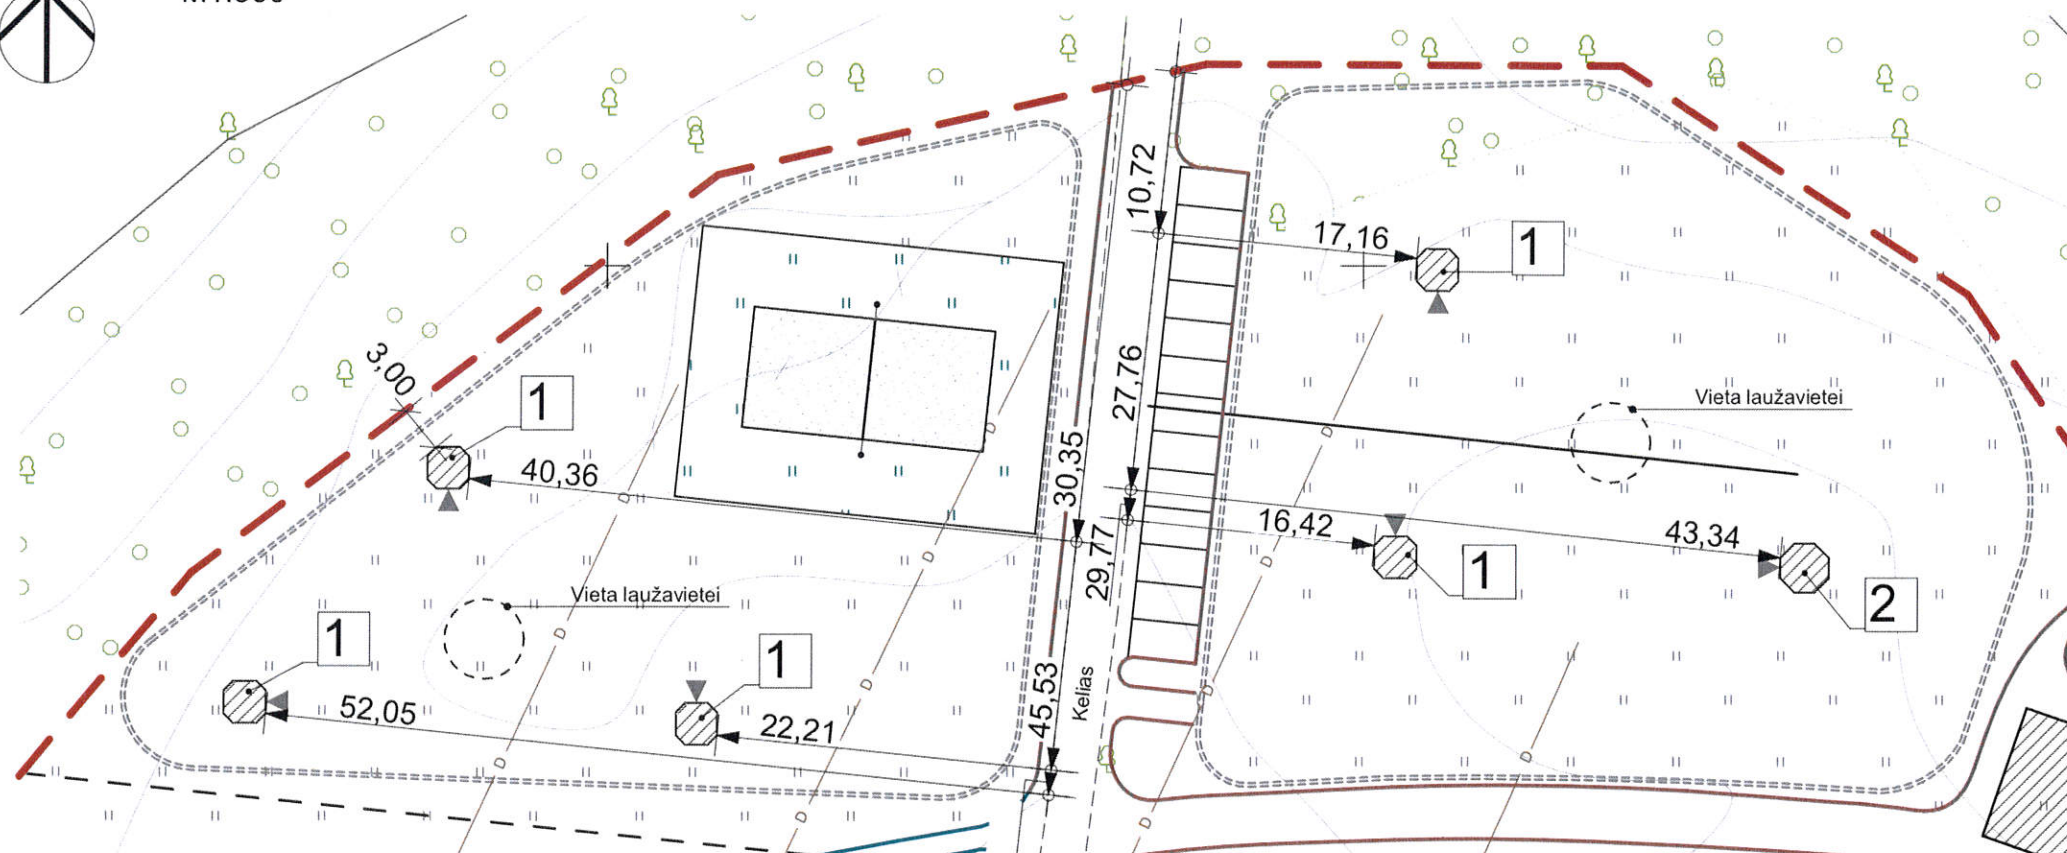 10,72
17,16
1
3,00
1
27,76
Vieta laužavietei
40,36
30,35
16,42
43,34
29,77
1
2
Vieta laužavietei
1
1
52,05
22,21
45,53
Kelias
D
D
D
D
D
D
D
D
D
D
D
D